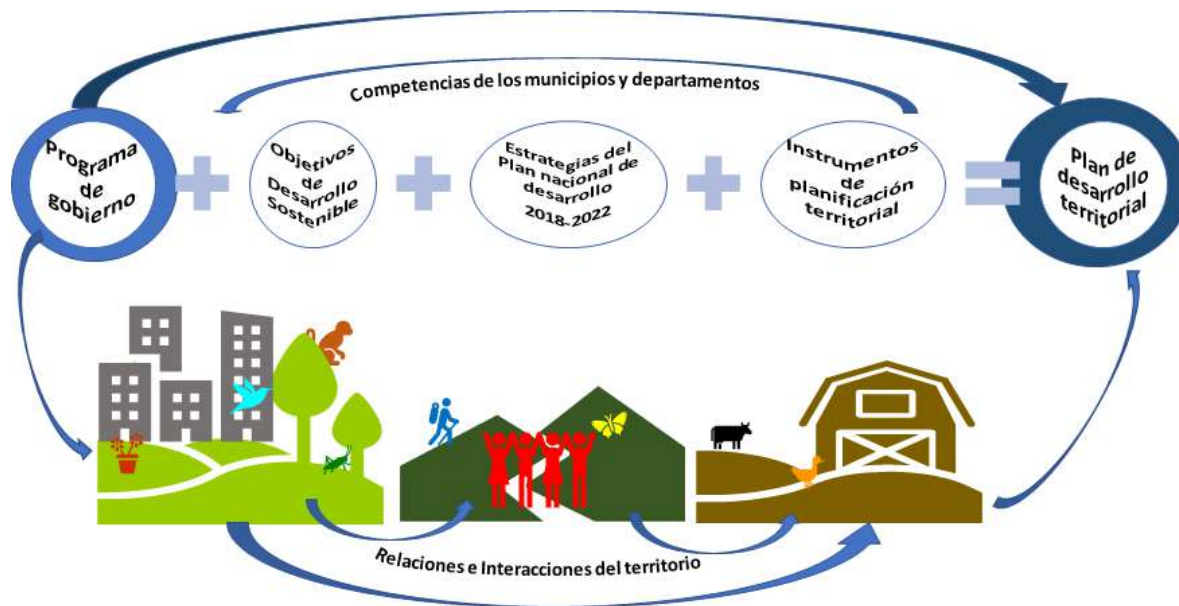 Competencias de los municipios y departamentos
Programa
de
gobierno
Objetivos
de
Desarrollo
Sostenible
Estrategias del
Plan nacional de
desarrollo
2018-2022
Instrumentos
de
planificación
territorial
Plan de
desarrollo
territorial
Relaciones e Interacciones del territorio